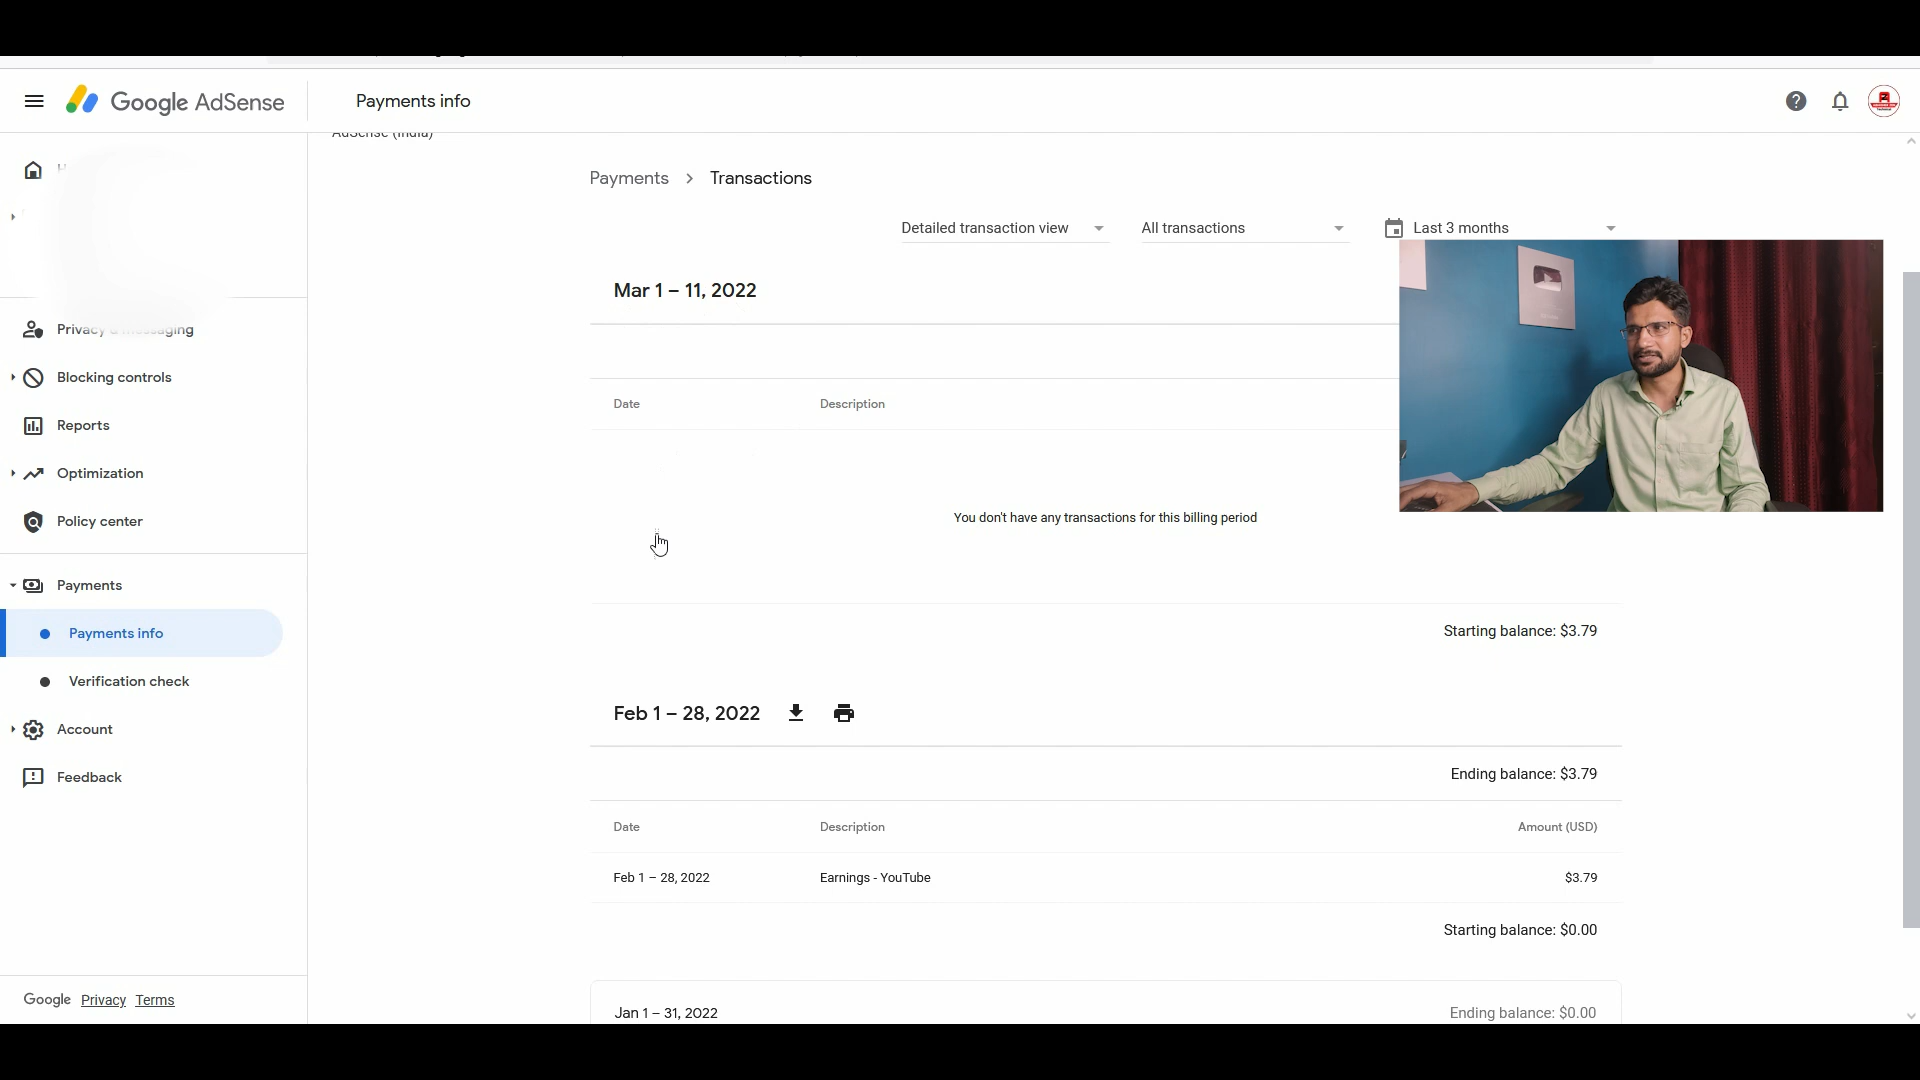 Google AdSense
Payments info
AdSense (India)
Payments > Transactions
Detailed transaction view
All transactions
Last 3 months
Mar 1 – 11, 2022
Privacy & messaging
Blocking controls
Date
Description
Reports
Optimization
Policy center
You don't have any transactions for this billing period
Payments
Payments info
Starting balance: $3.79
Verification check
Account
Feb 1 – 28, 2022
Feedback
Ending balance: $3.79
Date
Description
Amount (USD)
Feb 1 – 28, 2022
Earnings - YouTube
$3.79
Starting balance: $0.00
Google Privacy Terms
Jan 1 – 31, 2022
Ending balance: $0.00